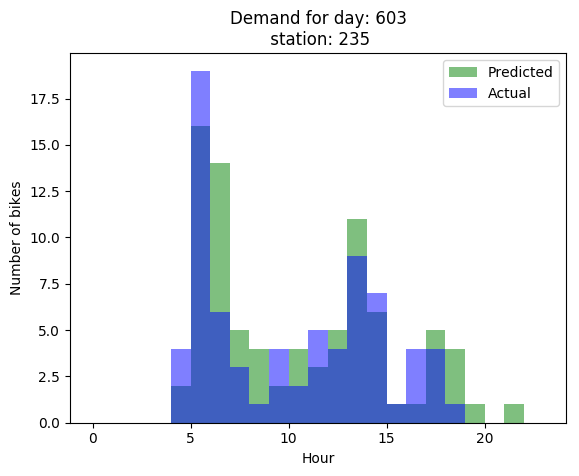 Demand for day: 603
station: 235
Predicted
Actual
Number of bikes
17.5
15.0
12.5
10.0
7.5
5.0
2.5
0.0
0
5
10
15
20
Hour